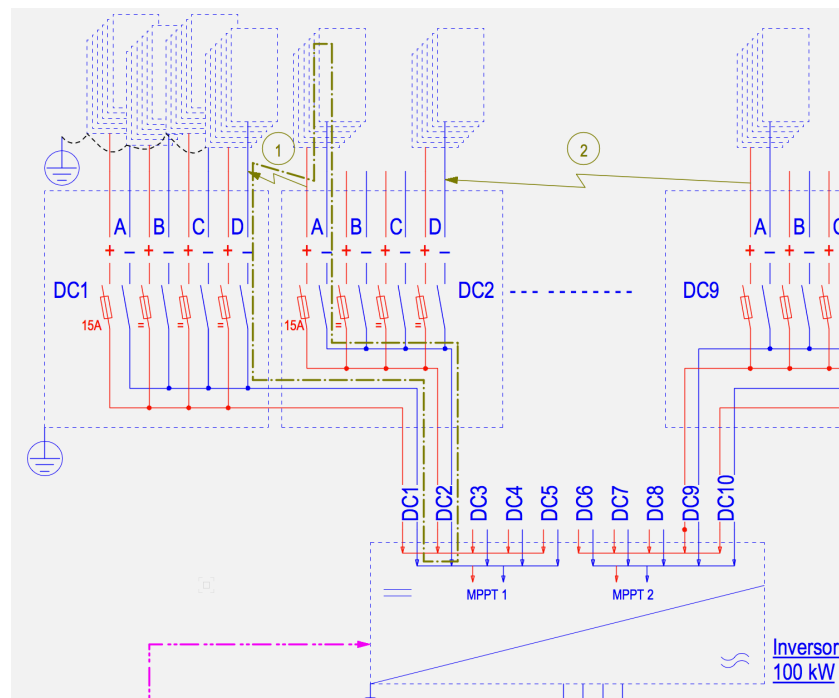 1
2
A B C D
A B C D
A B C
+ − + − + − + −
+ − + − + − + −
+ − + −  +
DC1
DC2
DC9
15A = = =
15A = = =
DC1 DC2 DC3 DC4 DC5 DC6 DC7 DC8 DC9 DC10
MPPT 1
MPPT 2
Inversor
100 kW